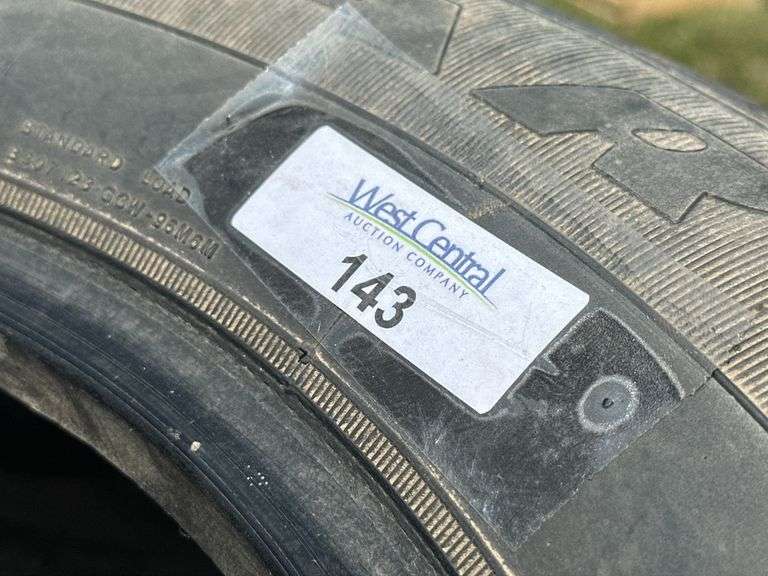 STANDARD LOAD
West Central
AUCTION COMPANY
143